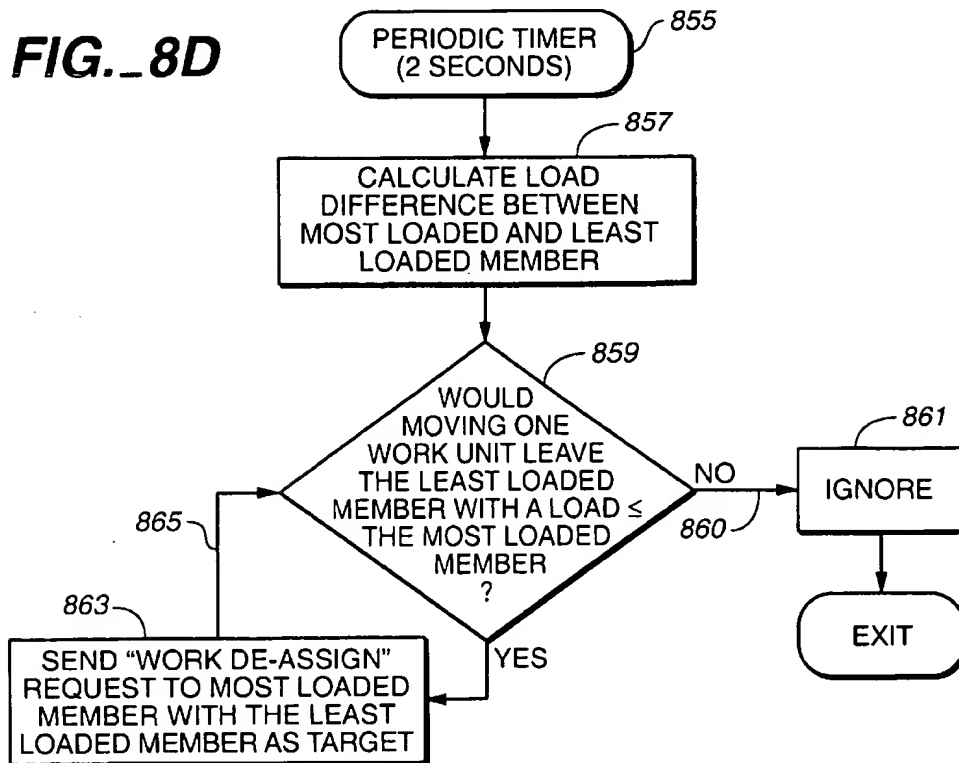 FIG._8D
PERIODIC TIMER
(2 SECONDS)
855
857
CALCULATE LOAD
DIFFERENCE BETWEEN
MOST LOADED AND LEAST
LOADED MEMBER
859
WOULD
MOVING ONE
WORK UNIT LEAVE
THE LEAST LOADED
MEMBER WITH A LOAD ≤
THE MOST LOADED
MEMBER
?
NO
860
861
IGNORE
EXIT
865
YES
863
SEND “WORK DE-ASSIGN”
REQUEST TO MOST LOADED
MEMBER WITH THE LEAST
LOADED MEMBER AS TARGET